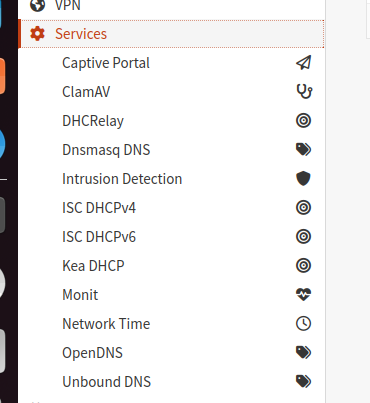 VPN
Services
Captive Portal
ClamAV
DHCRelay
Dnsmasq DNS
Intrusion Detection
ISC DHCPv4
ISC DHCPv6
Kea DHCP
Monit
Network Time
OpenDNS
Unbound DNS